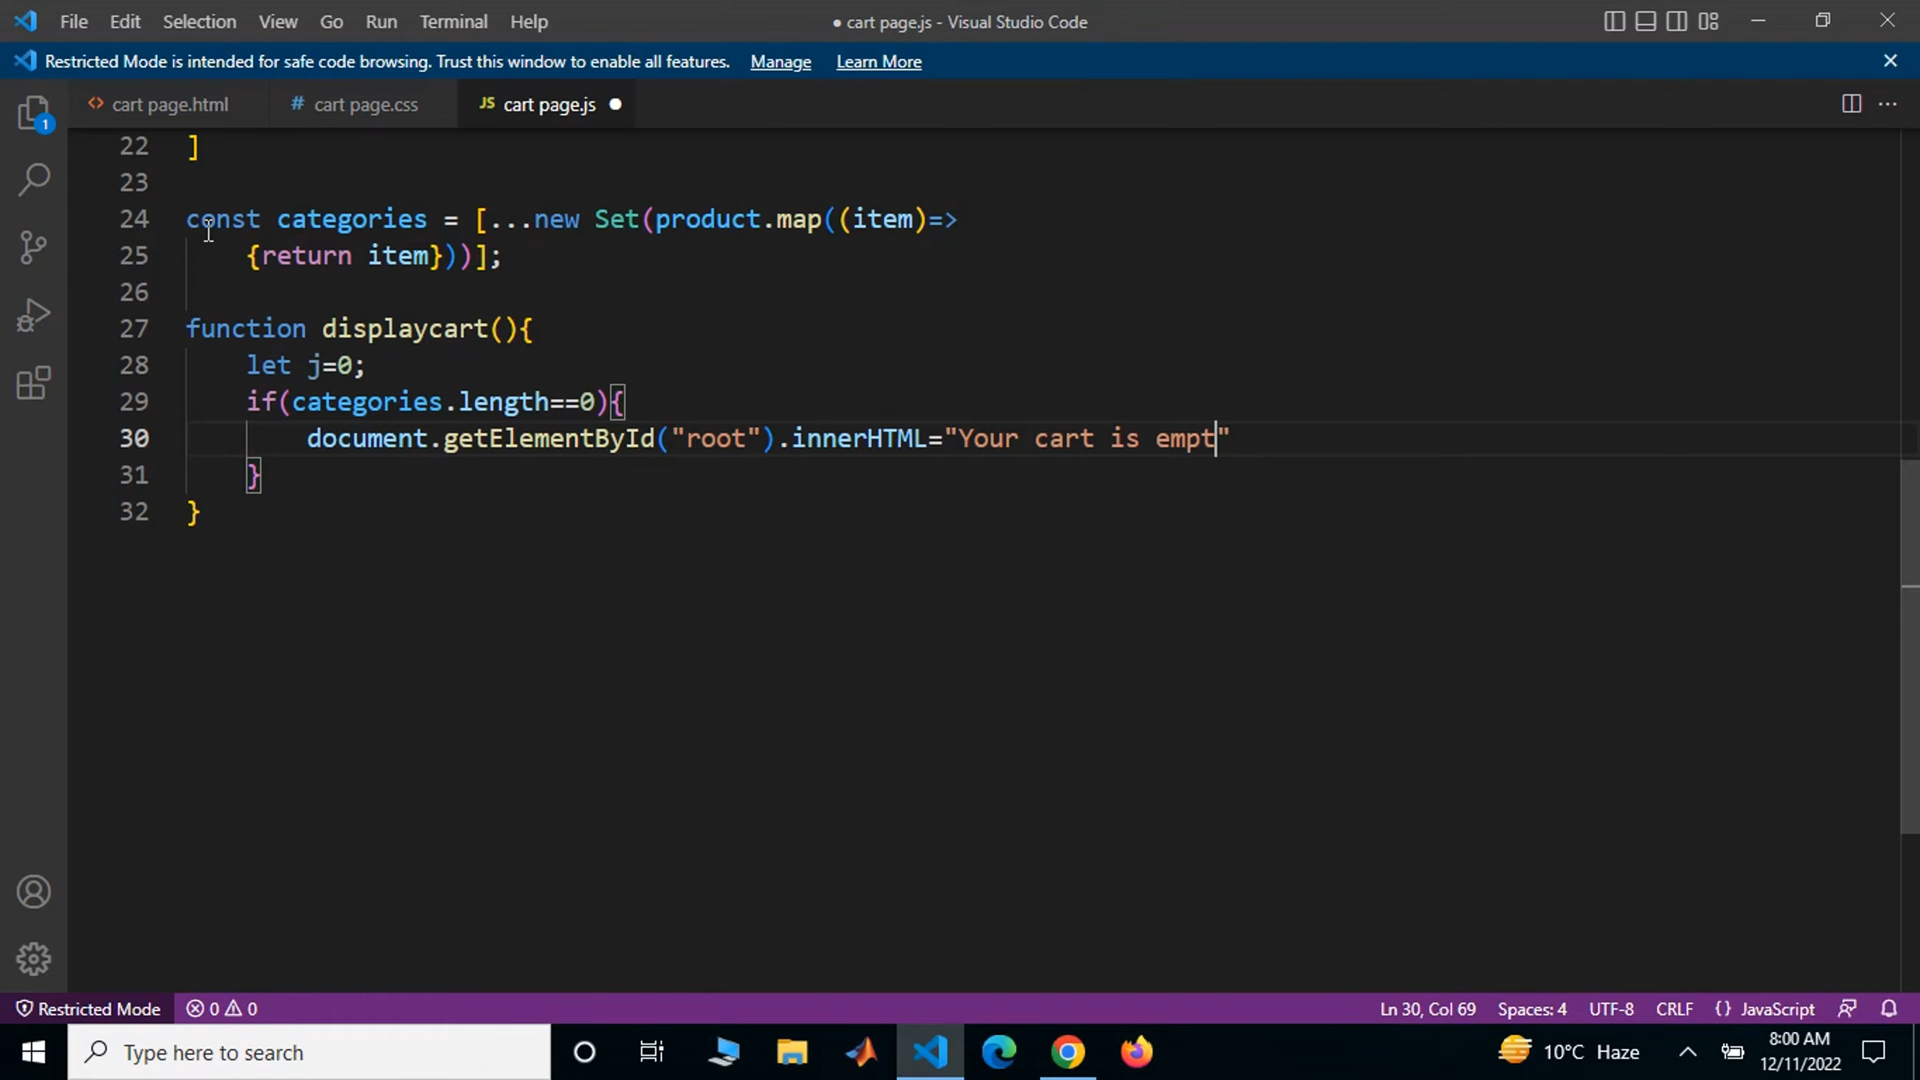 File Edit Selection View Go Run Terminal Help ● cart page.js - Visual Studio Code
Restricted Mode is intended for safe code browsing. Trust this window to enable all features. Manage Learn More
<> cart page.html # cart page.css JS cart page.js ●
1
22 ]
23
24 const categories = [...new Set(product.map((item)=>
25 {return item}))];
26
27 function displaycart(){
28 let j=0;
29 if(categories.length==0){
30 document.getElementById("root").innerHTML="Your cart is empt"
31 }
32 }
Restricted Mode 0 0 Ln 30, Col 69 Spaces: 4 UTF-8 CRLF {} JavaScript
Type here to search 10°C Haze 8:00 AM
12/11/2022